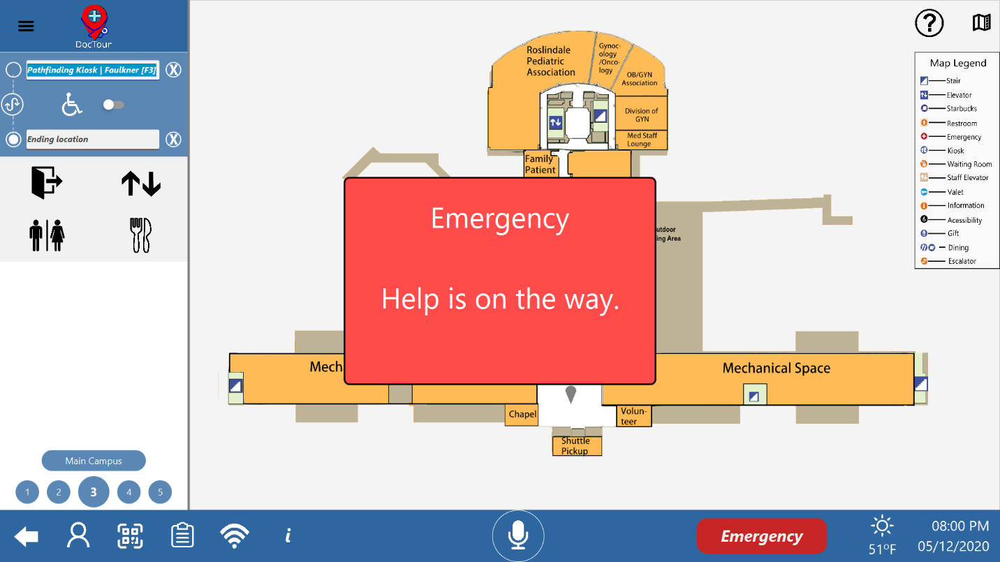 DocTour
Pathfinding Kiosk | Faulkner [F3]
X
Ending location
X
Main Campus
1
2
3
4
5
Roslindale
Pediatric
Association
Gynoc-
ology
/Onco-
logy
OB/GYN
Association
Division of
GYN
Med Staff
Lounge
Family
Patient
utdoor
ing Area
Emergency
Help is on the way.
Mech
Mechanical Space
Chapel
Volun-
teer
Shuttle
Pickup
?
Map Legend
Stair
Elevator
Starbucks
Restroom
Emergency
Kiosk
Waiting Room
Staff Elevator
Valet
Information
Acessibility
Gift
Dining
Escalator
i
Emergency
51°F
08:00 PM
05/12/2020